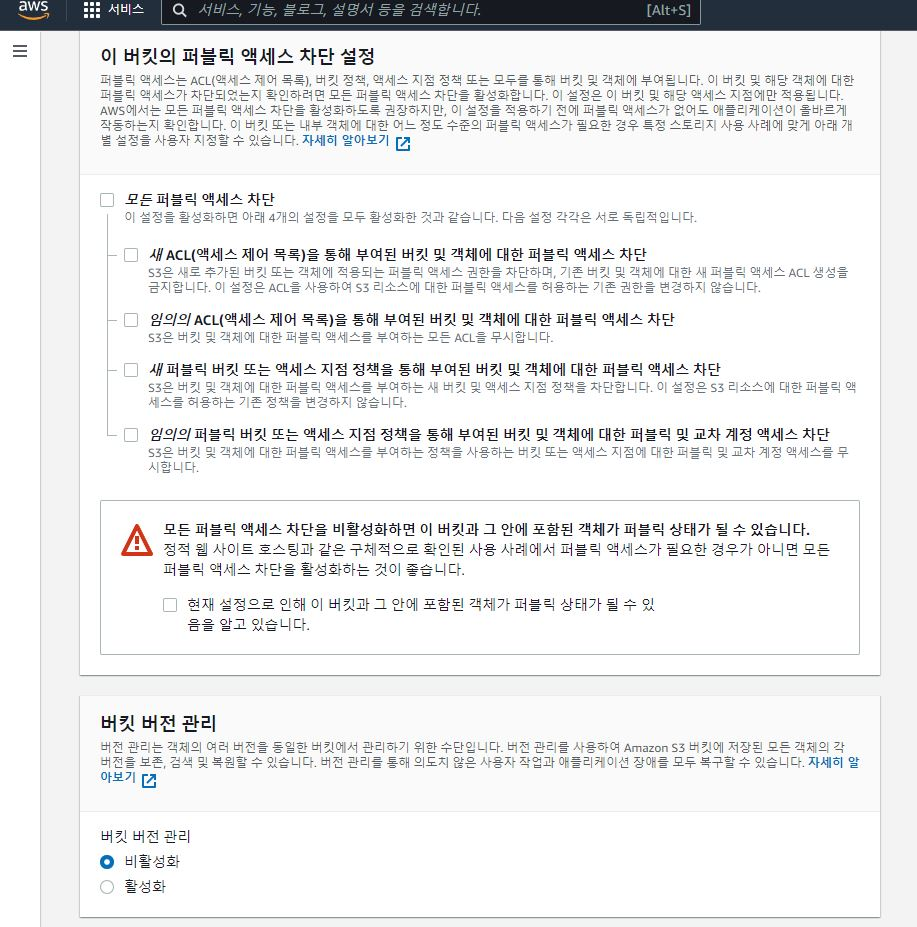 aws
서비스
서비스, 기능, 블로그, 설명서 등을 검색합니다.
[Alt+S]
이 버킷의 퍼블릭 액세스 차단 설정
퍼블릭 액세스는 ACL(액세스 제어 목록), 버킷 정책, 액세스 지점 정책 또는 모두를 통해 버킷 및 객체에 부여됩니다. 이 버킷 및 해당 객체에 대한
퍼블릭 액세스가 차단되었는지 확인하려면 모든 퍼블릭 액세스 차단을 활성화합니다. 이 설정은 이 버킷 및 해당 액세스 지점에만 적용됩니다.
AWS에서는 모든 퍼블릭 액세스 차단을 활성화하도록 권장하지만, 이 설정을 적용하기 전에 퍼블릭 액세스가 없어도 애플리케이션이 올바르게
작동하는지 확인합니다. 이 버킷 또는 내부 객체에 대한 어느 정도 수준의 퍼블릭 액세스가 필요한 경우 특정 스토리지 사용 사례에 맞게 아래 개
별 설정을 사용자 지정할 수 있습니다. 자세히 알아보기
모든 퍼블릭 액세스 차단
이 설정을 활성화하면 아래 4개의 설정을 모두 활성화한 것과 같습니다. 다음 설정 각각은 서로 독립적입니다.
새 ACL(액세스 제어 목록)을 통해 부여된 버킷 및 객체에 대한 퍼블릭 액세스 차단
S3은 새로 추가된 버킷 또는 객체에 적용되는 퍼블릭 액세스 권한을 차단하며, 기존 버킷 및 객체에 대한 새 퍼블릭 액세스 ACL 생성을
금지합니다. 이 설정은 ACL을 사용하여 S3 리소스에 대한 퍼블릭 액세스를 허용하는 기존 권한을 변경하지 않습니다.
임의의 ACL(액세스 제어 목록)을 통해 부여된 버킷 및 객체에 대한 퍼블릭 액세스 차단
S3은 버킷 및 객체에 대한 퍼블릭 액세스를 부여하는 모든 ACL을 무시합니다.
새 퍼블릭 버킷 또는 액세스 지점 정책을 통해 부여된 버킷 및 객체에 대한 퍼블릭 액세스 차단
S3은 버킷 및 객체에 대한 퍼블릭 액세스를 부여하는 새 버킷 및 액세스 지점 정책을 차단합니다. 이 설정은 S3 리소스에 대한 퍼블릭 액
세스를 허용하는 기존 정책을 변경하지 않습니다.
임의의 퍼블릭 버킷 또는 액세스 지점 정책을 통해 부여된 버킷 및 객체에 대한 퍼블릭 및 교차 계정 액세스 차단
S3은 버킷 및 객체에 대한 퍼블릭 액세스를 부여하는 정책을 사용하는 버킷 또는 액세스 지점에 대한 퍼블릭 및 교차 계정 액세스를 무
시합니다.
모든 퍼블릭 액세스 차단을 비활성화하면 이 버킷과 그 안에 포함된 객체가 퍼블릭 상태가 될 수 있습니다.
정적 웹 사이트 호스팅과 같은 구체적으로 확인된 사용 사례에서 퍼블릭 액세스가 필요한 경우가 아니면 모든
퍼블릭 액세스 차단을 활성화하는 것이 좋습니다.
현재 설정으로 인해 이 버킷과 그 안에 포함된 객체가 퍼블릭 상태가 될 수 있
음을 알고 있습니다.
버킷 버전 관리
버전 관리는 객체의 여러 버전을 동일한 버킷에서 관리하기 위한 수단입니다. 버전 관리를 사용하여 Amazon S3 버킷에 저장된 모든 객체의 각
버전을 보존, 검색 및 복원할 수 있습니다. 버전 관리를 통해 의도치 않은 사용자 작업과 애플리케이션 장애를 모두 복구할 수 있습니다. 자세히 알
아보기
버킷 버전 관리
비활성화
활성화